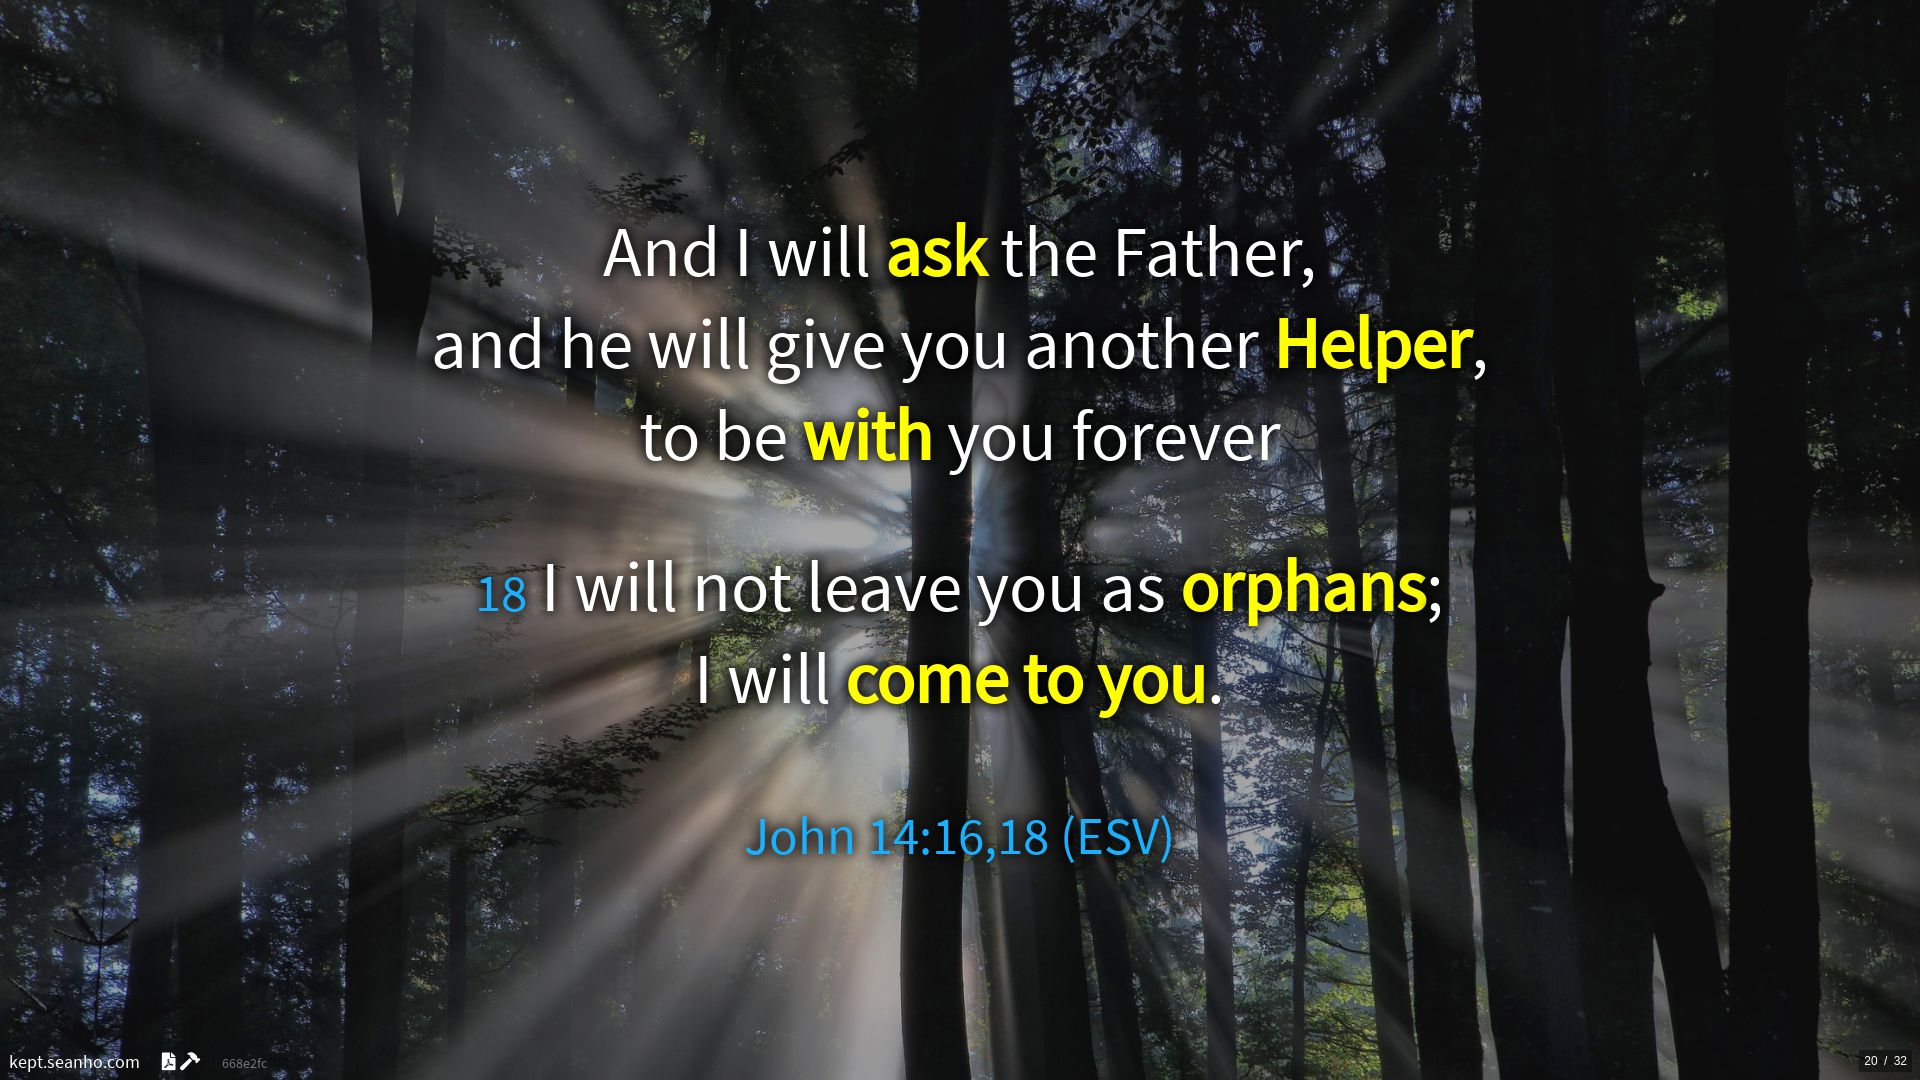 And I will ask the Father,
and he will give you another Helper,
to be with you forever
18 I will not leave you as orphans;
I will come to you.
John 14:16,18 (ESV)
kept.seanho.com 668e2fc
20 / 32